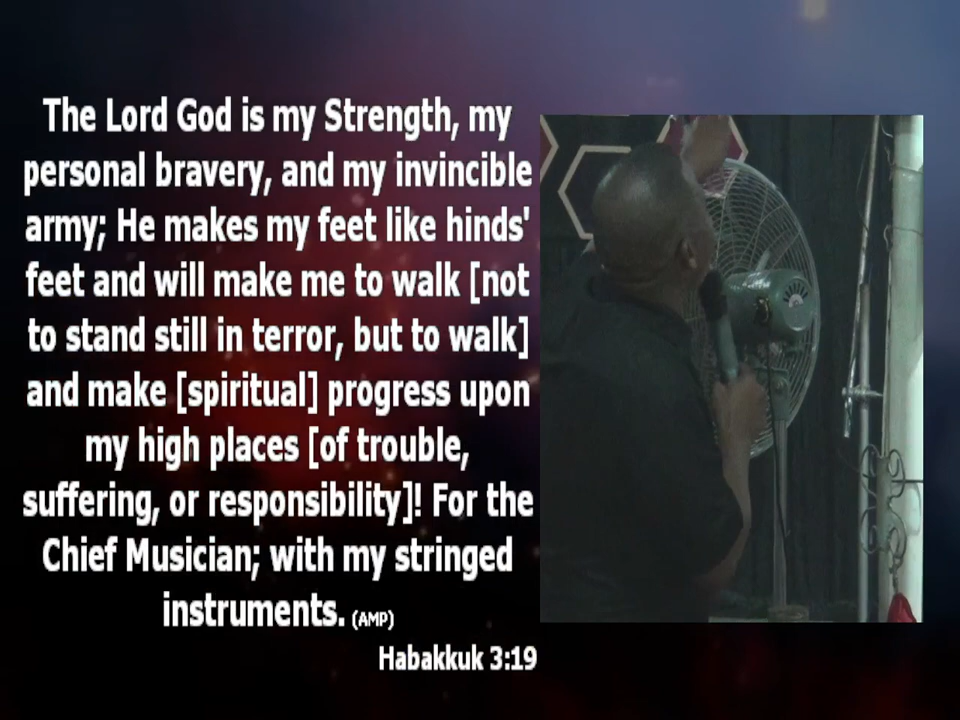 The Lord God is my Strength, my
personal bravery, and my invincible
army; He makes my feet like hinds'
feet and will make me to walk [not
to stand still in terror, but to walk]
and make [spiritual] progress upon
my high places [of trouble,
suffering, or responsibility]! For the
Chief Musician; with my stringed
instruments. (AMP)
Habakkuk 3:19